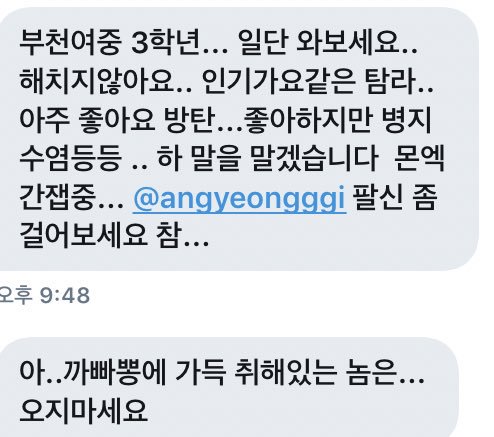 부천여중 3학년... 일단 와보세요..
해치지않아요.. 인기가요같은 탐라..
아주 좋아요 방탄...좋아하지만 병지
수염등등 .. 하 말을 말겠습니다 몬엑
간잽중... @angyeongggi 팔신 좀
걸어보세요 참...
오후 9:48
아..까빠뽕에 가득 취해있는 놈은...
오지마세요